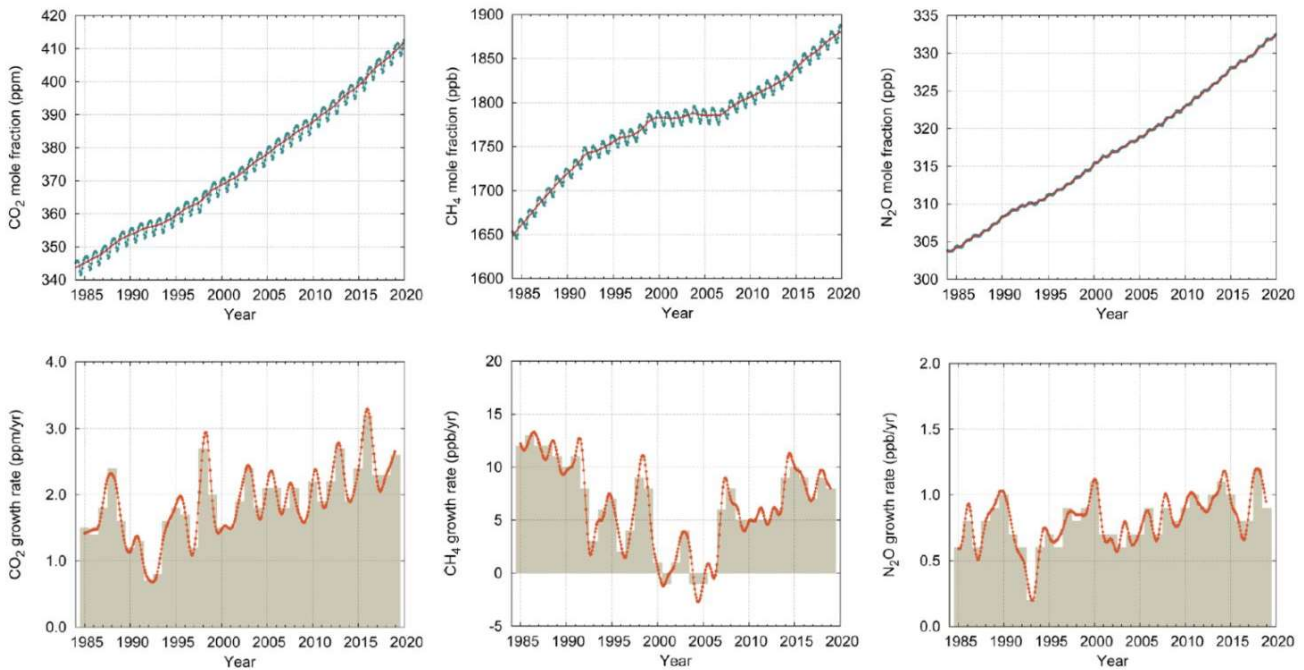 CO2 mole fraction (ppm)
420
410
400
390
380
370
360
350
340
1985 1990 1995 2000 2005 2010 2015 2020
Year
CH4 mole fraction (ppb)
1900
1850
1800
1750
1700
1650
1600
1985 1990 1995 2000 2005 2010 2015 2020
Year
N2O mole fraction (ppb)
335
330
325
320
315
310
305
300
1985 1990 1995 2000 2005 2010 2015 2020
Year
CO2 growth rate (ppm/yr)
4.0
3.0
2.0
1.0
0.0
1985 1990 1995 2000 2005 2010 2015 2020
Year
CH4 growth rate (ppb/yr)
20
15
10
5
0
-5
1985 1990 1995 2000 2005 2010 2015 2020
Year
N2O growth rate (ppb/yr)
2.0
1.5
1.0
0.5
0.0
1985 1990 1995 2000 2005 2010 2015 2020
Year